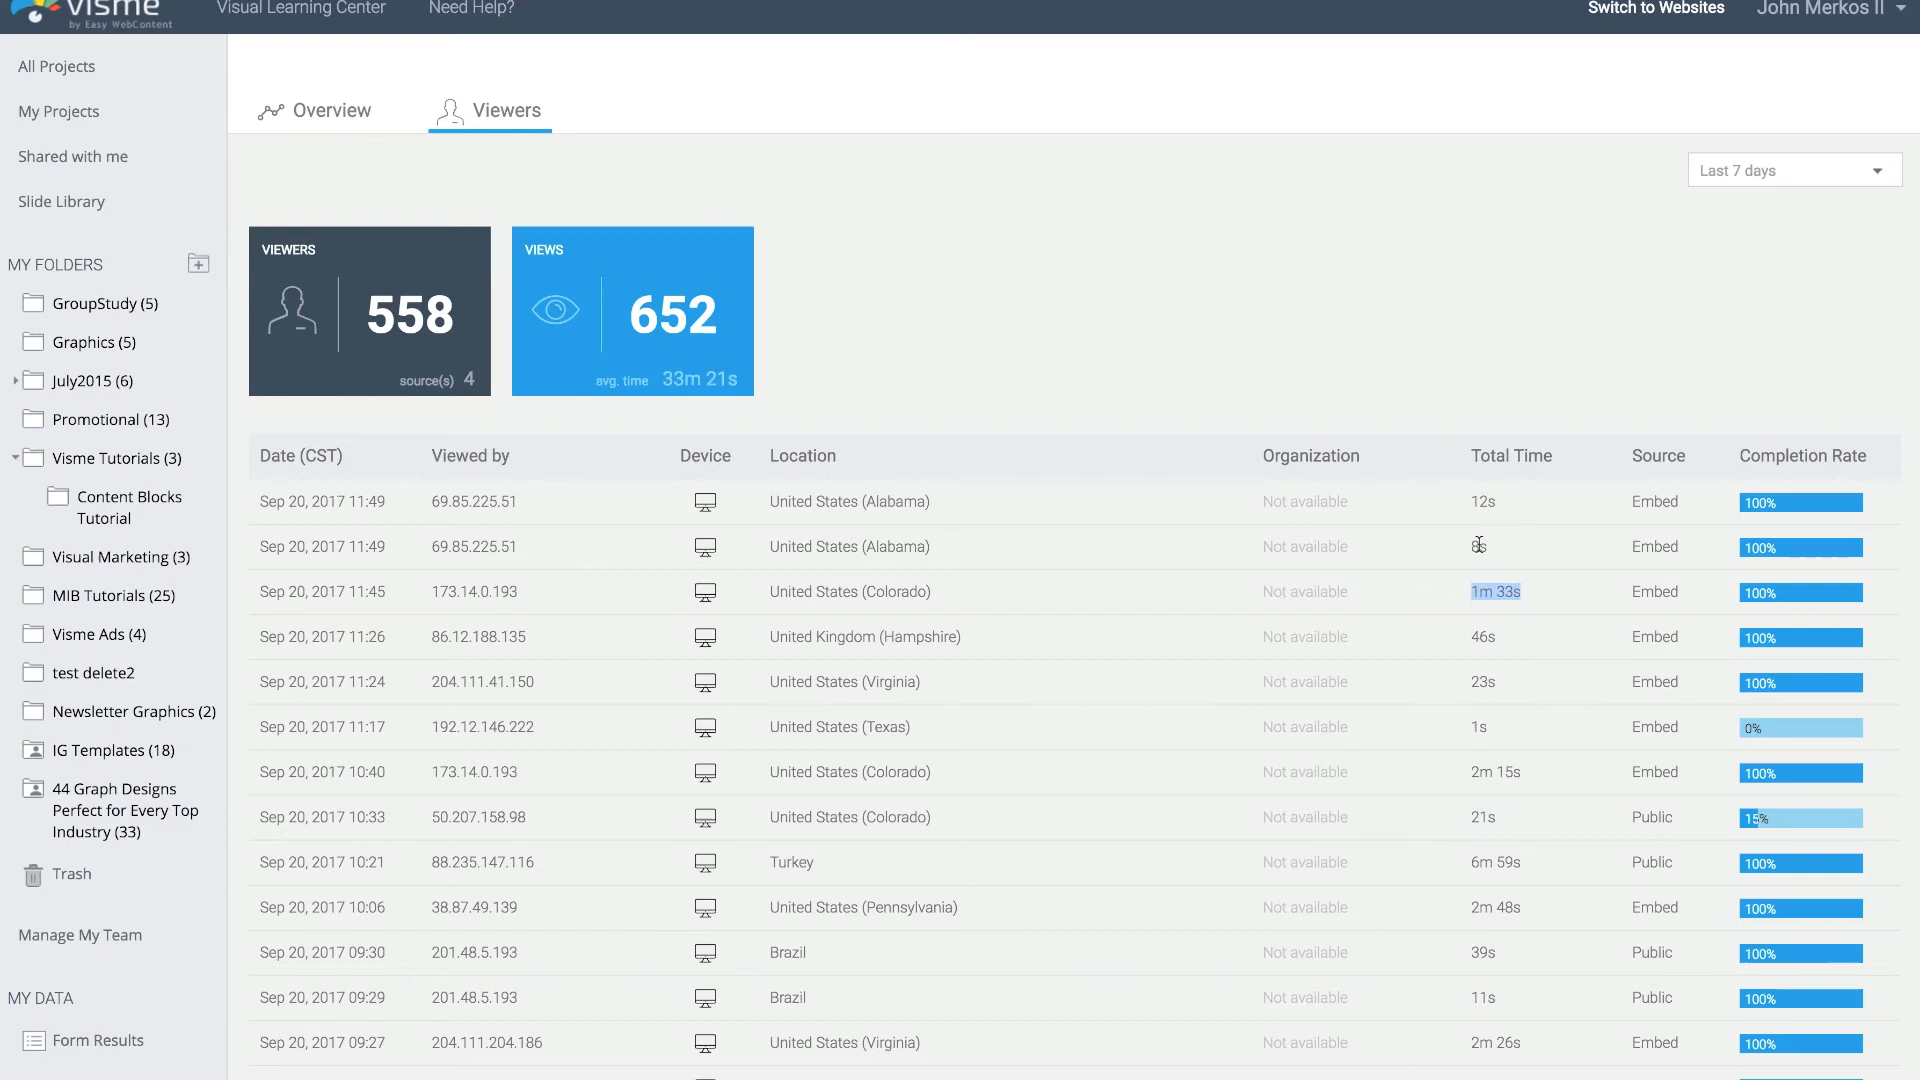 visme
by Easy WebContent
Visual Learning Center
Need Help?
Switch to Websites
John Merkos II
All Projects
My Projects
Shared with me
Slide Library
MY FOLDERS
GroupStudy (5)
Graphics (5)
July2015 (6)
Promotional (13)
Visme Tutorials (3)
Content Blocks
Tutorial
Visual Marketing (3)
MIB Tutorials (25)
Visme Ads (4)
test delete2
Newsletter Graphics (2)
IG Templates (18)
44 Graph Designs
Perfect for Every Top
Industry (33)
Trash
Manage My Team
MY DATA
Form Results
Overview
Viewers
Last 7 days
VIEWERS
558
source(s) 4
VIEWS
652
avg. time 33m 21s
Date (CST) Viewed by Device Location Organization Total Time Source Completion Rate
Sep 20, 2017 11:49 69.85.225.51 United States (Alabama) Not available 12s Embed 100%
Sep 20, 2017 11:49 69.85.225.51 United States (Alabama) Not available 8s Embed 100%
Sep 20, 2017 11:45 173.14.0.193 United States (Colorado) Not available 1m 33s Embed 100%
Sep 20, 2017 11:26 86.12.188.135 United Kingdom (Hampshire) Not available 46s Embed 100%
Sep 20, 2017 11:24 204.111.41.150 United States (Virginia) Not available 23s Embed 100%
Sep 20, 2017 11:17 192.12.146.222 United States (Texas) Not available 1s Embed 0%
Sep 20, 2017 10:40 173.14.0.193 United States (Colorado) Not available 2m 15s Embed 100%
Sep 20, 2017 10:33 50.207.158.98 United States (Colorado) Not available 21s Public 15%
Sep 20, 2017 10:21 88.235.147.116 Turkey Not available 6m 59s Public 100%
Sep 20, 2017 10:06 38.87.49.139 United States (Pennsylvania) Not available 2m 48s Embed 100%
Sep 20, 2017 09:30 201.48.5.193 Brazil Not available 39s Public 100%
Sep 20, 2017 09:29 201.48.5.193 Brazil Not available 11s Public 100%
Sep 20, 2017 09:27 204.111.204.186 United States (Virginia) Not available 2m 26s Embed 100%